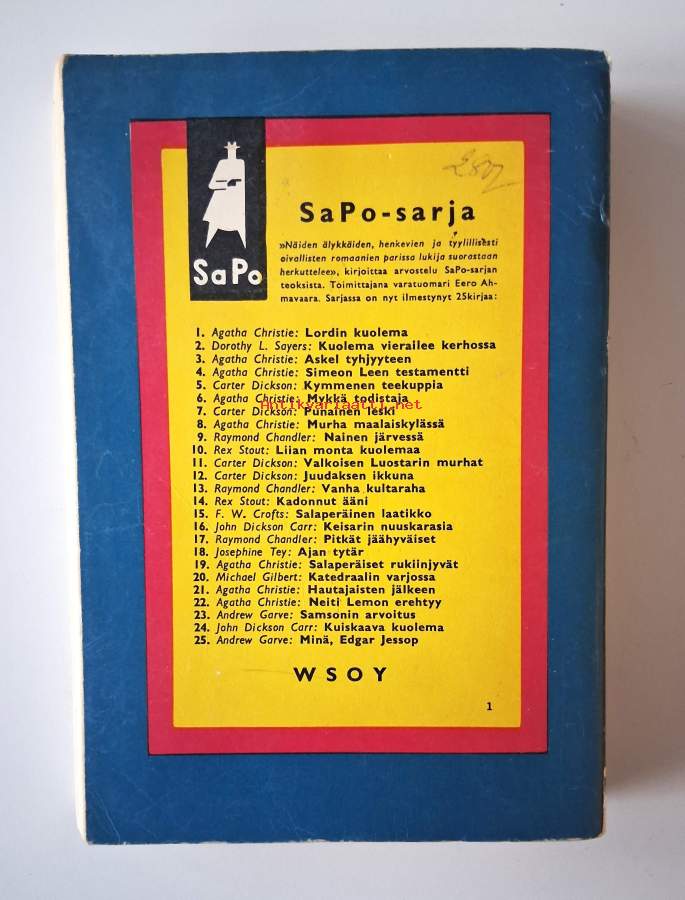 SaPo
SaPo-sarja
»Näiden älykkäiden, henkevien ja tyylillisesti
oivallisten romaanien parissa lukija suorastaan
herkuttelee», kirjoittaa arvostelu SaPo-sarjan
teoksista. Toimittajana varatuomari Eero Ah-
mavaara. Sarjassa on nyt ilmestynyt 25kirjaa:
1. Agatha Christie: Lordin kuolema
2. Dorothy L. Sayers: Kuolema vierailee kerhossa
3. Agatha Christie: Askel tyhjyyteen
4. Agatha Christie: Simeon Leen testamentti
5. Carter Dickson: Kymmenen teekuppia
6. Agatha Christie: Mykkä todistaja
Antikvariaatti.net
7. Carter Dickson: Punainen leski
8. Agatha Christie: Murha maalaiskylässä
9. Raymond Chandler: Nainen järvessä
10. Rex Stout: Liian monta kuolemaa
11. Carter Dickson: Valkoisen Luostarin murhat
12. Carter Dickson: Juudaksen ikkuna
13. Raymond Chandler: Vanha kultaraha
14. Rex Stout: Kadonnut ääni
15. F. W. Crofts: Salaperäinen laatikko
16. John Dickson Carr: Keisarin nuuskarasia
17. Raymond Chandler: Pitkät jäähyväiset
18. Josephine Tey: Ajan tytär
19. Agatha Christie: Salaperäiset rukiinjyvät
20. Michael Gilbert: Katedraalin varjossa
21. Agatha Christie: Hautajaisten jälkeen
22. Agatha Christie: Neiti Lemon erehtyy
23. Andrew Garve: Samsonin arvoitus
24. John Dickson Carr: Kuiskaava kuolema
25. Andrew Garve: Minä, Edgar Jessop
WSOY
1